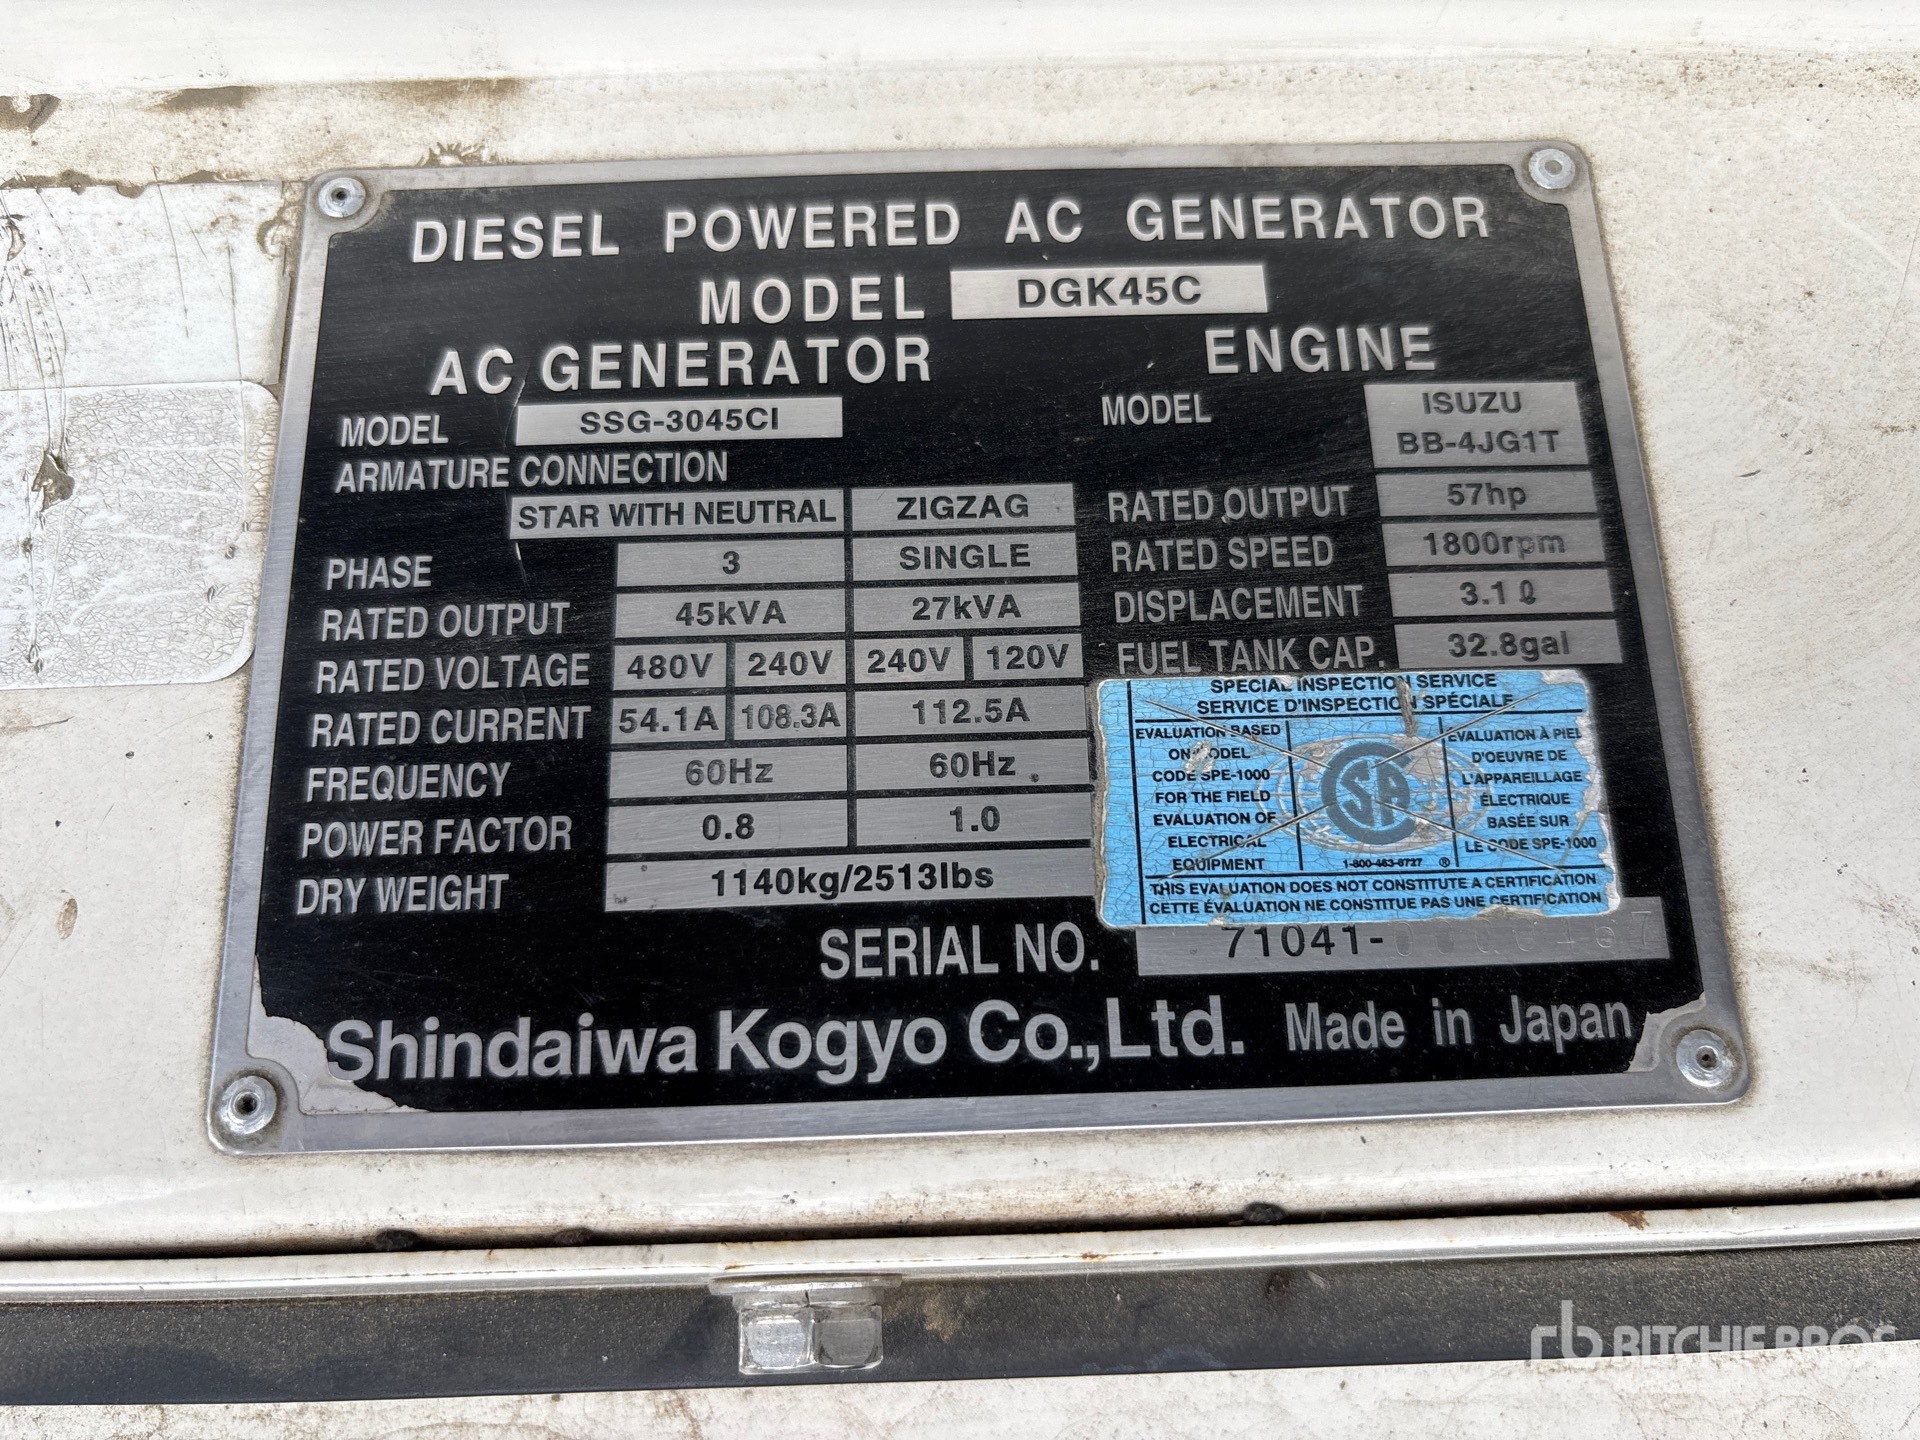 DIESEL POWERED AC GENERATOR
MODEL DGK45C
AC GENERATOR ENGINE
MODEL SSG-3045CI MODEL ISUZU
BB-4JG1T
ARMATURE CONNECTION
STAR WITH NEUTRAL ZIGZAG RATED OUTPUT 57hp
PHASE 3 SINGLE RATED SPEED 1800rpm
RATED OUTPUT 45kVA 27kVA DISPLACEMENT 3.1ℓ
RATED VOLTAGE 480V 240V 240V 120V FUEL TANK CAP. 32.8gal
RATED CURRENT 54.1A 108.3A 112.5A
FREQUENCY 60Hz 60Hz
POWER FACTOR 0.8 1.0
DRY WEIGHT 1140kg/2513lbs
SPECIAL INSPECTION SERVICE
SERVICE D'INSPECTION SPÉCIALE
EVALUATION BASED
ON MODEL
CODE SPE-1000
FOR THE FIELD
EVALUATION OF
ELECTRICAL
EQUIPMENT
CSA
1-800-463-6727 ®
EVALUATION À PIED
D'OEUVRE DE
L'APPAREILLAGE
ÉLECTRIQUE
BASÉE SUR
LE CODE SPE-1000
THIS EVALUATION DOES NOT CONSTITUTE A CERTIFICATION
CETTE ÉVALUATION NE CONSTITUE PAS UNE CERTIFICATION
SERIAL NO. 71041-
Shindaiwa Kogyo Co.,Ltd. Made in Japan
rb RITCHIE BROS.